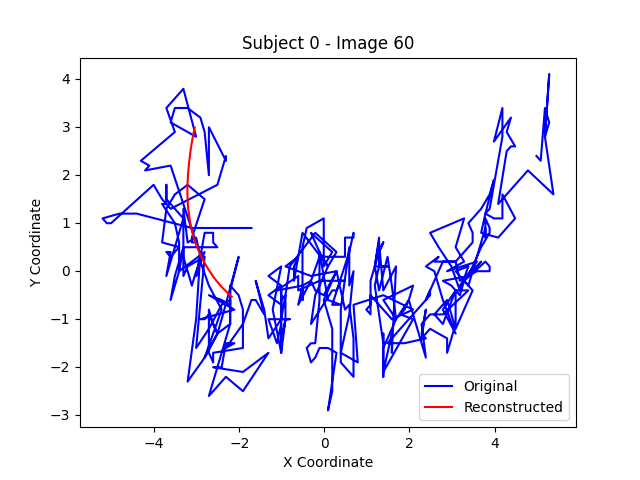 Subject 0 - Image 60
Y Coordinate
4
3
2
1
0
−1
−2
−3
−4
−2
0
2
4
X Coordinate
Original
Reconstructed